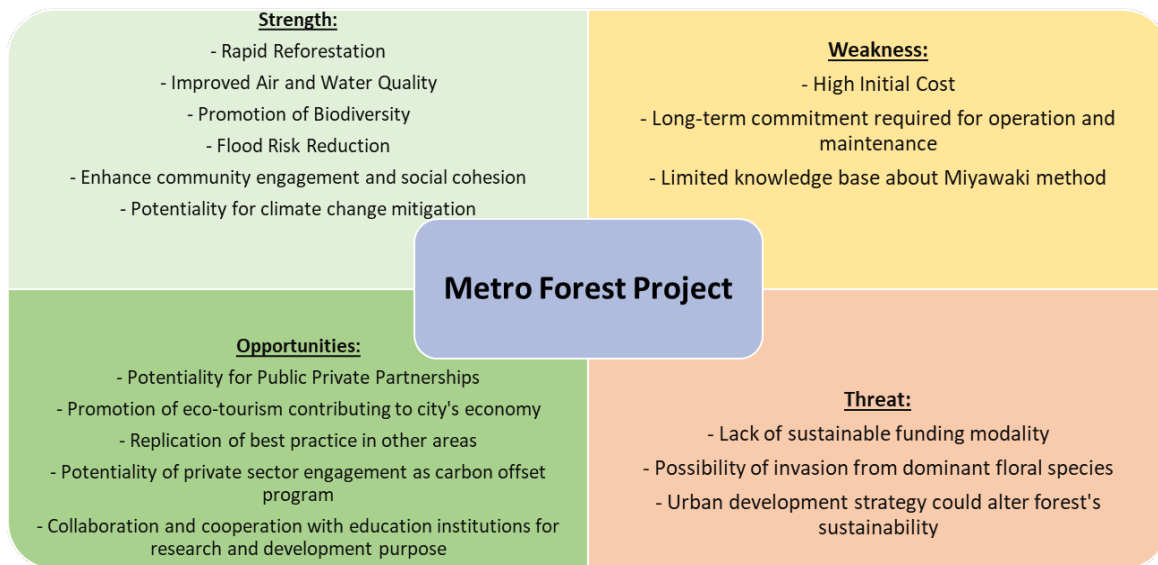 Strength:
- Rapid Reforestation
- Improved Air and Water Quality
- Promotion of Biodiversity
- Flood Risk Reduction
- Enhance community engagement and social cohesion
- Potentiality for climate change mitigation
Weakness:
- High Initial Cost
- Long-term commitment required for operation and
maintenance
- Limited knowledge base about Miyawaki method
Metro Forest Project
Opportunities:
- Potentiality for Public Private Partnerships
- Promotion of eco-tourism contributing to city's economy
- Replication of best practice in other areas
- Potentiality of private sector engagement as carbon offset
program
- Collaboration and cooperation with education institutions for
research and development purpose
Threat:
- Lack of sustainable funding modality
- Possibility of invasion from dominant floral species
- Urban development strategy could alter forest's
sustainability